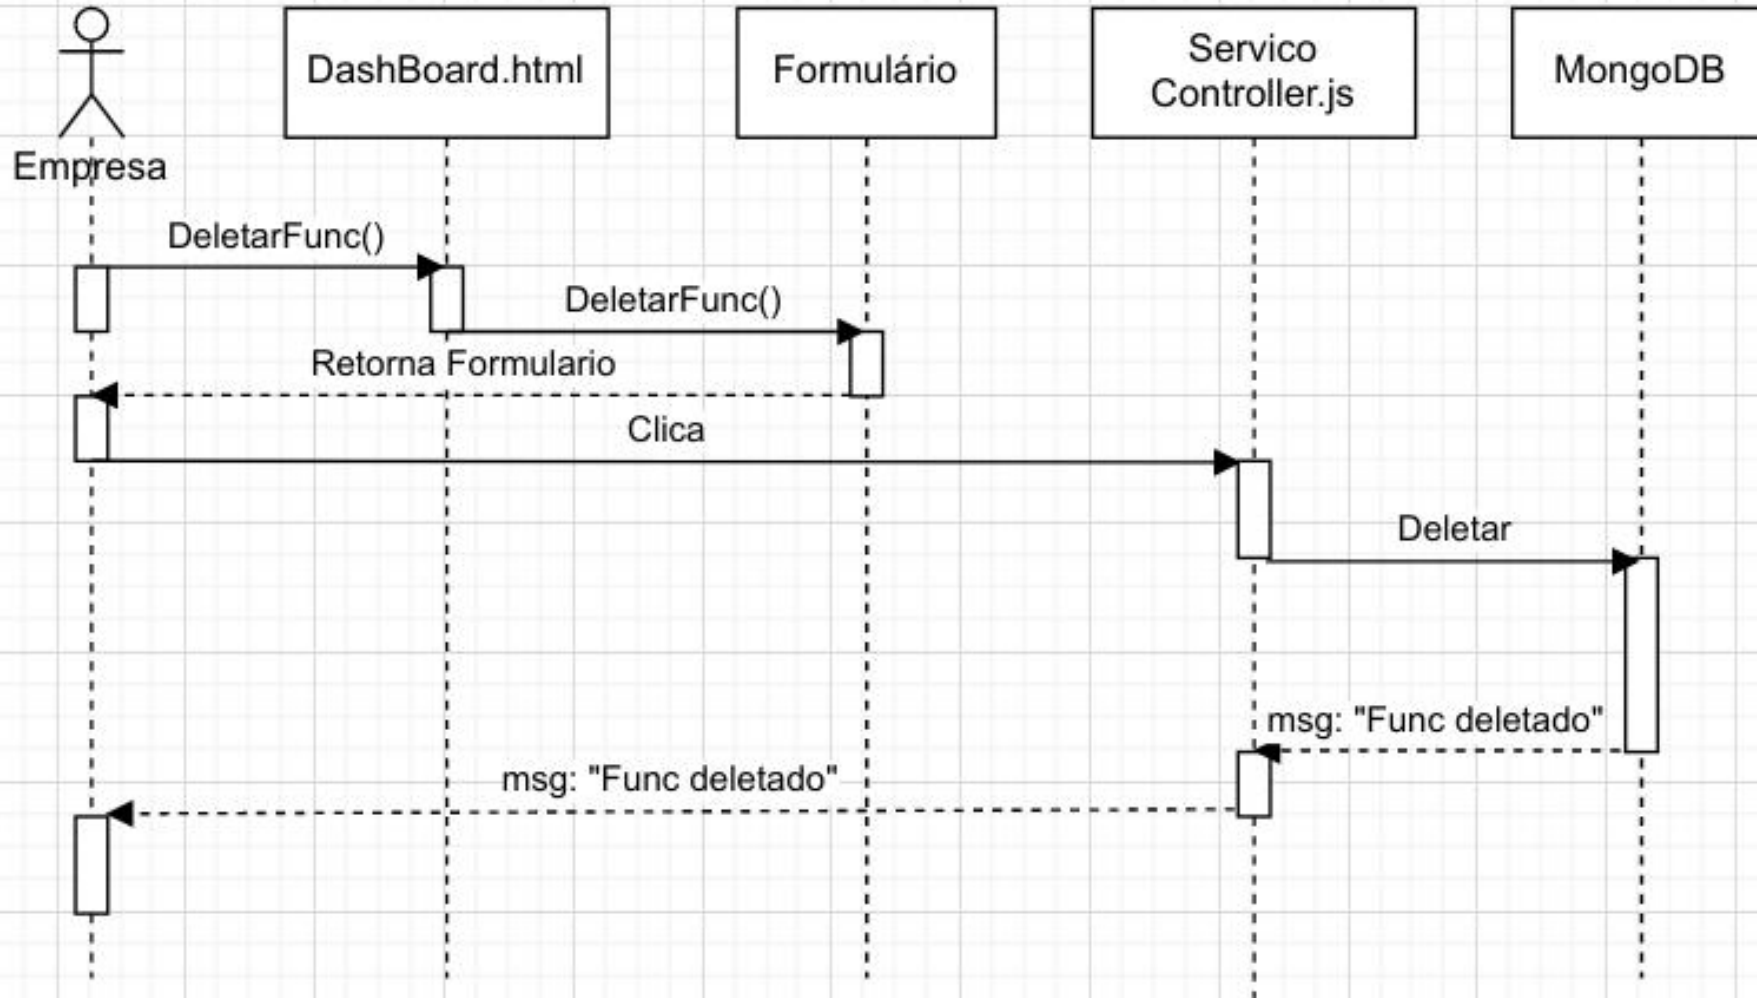 DashBoard.html
Formulário
Servico
Controller.js
MongoDB
Empresa
DeletarFunc()
DeletarFunc()
Retorna Formulario
Clica
Deletar
msg: "Func deletado"
msg: "Func deletado"